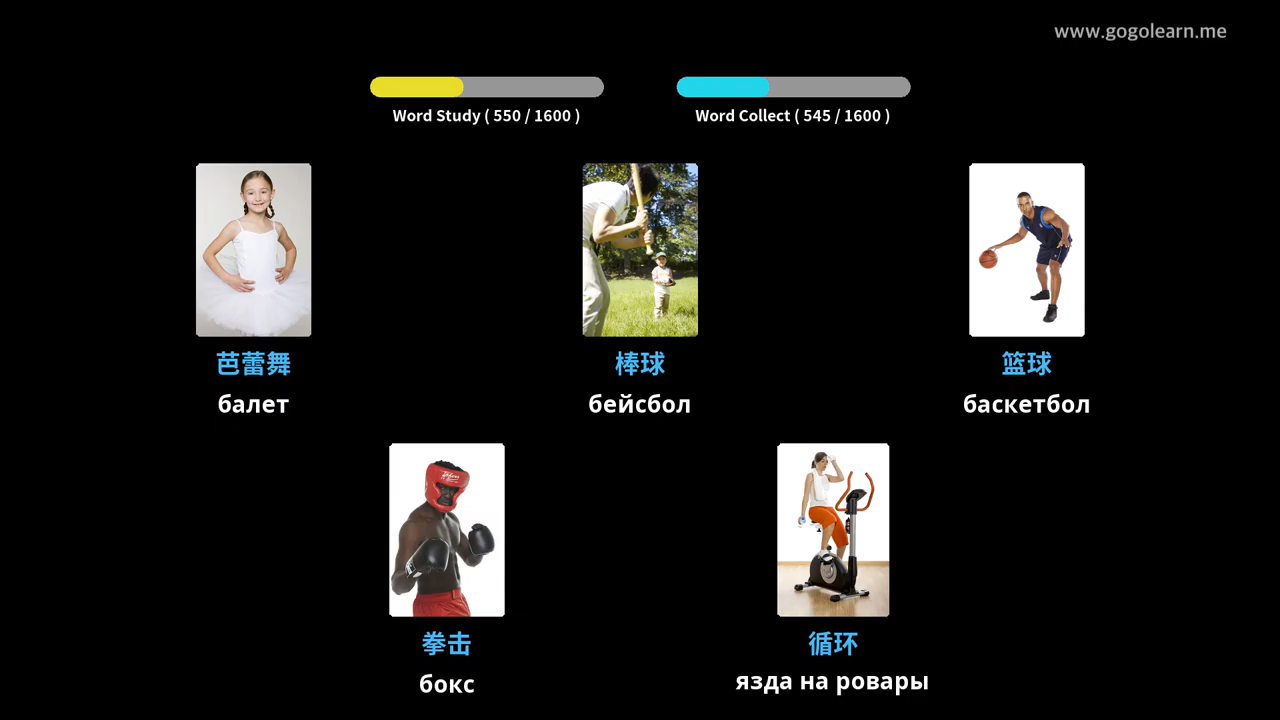 www.gogolearn.me
Word Study ( 550 / 1600 )
Word Collect ( 545 / 1600 )
芭蕾舞
棒球
篮球
балет
бейсбол
баскетбол
拳击
循环
бокс
язда на ровары